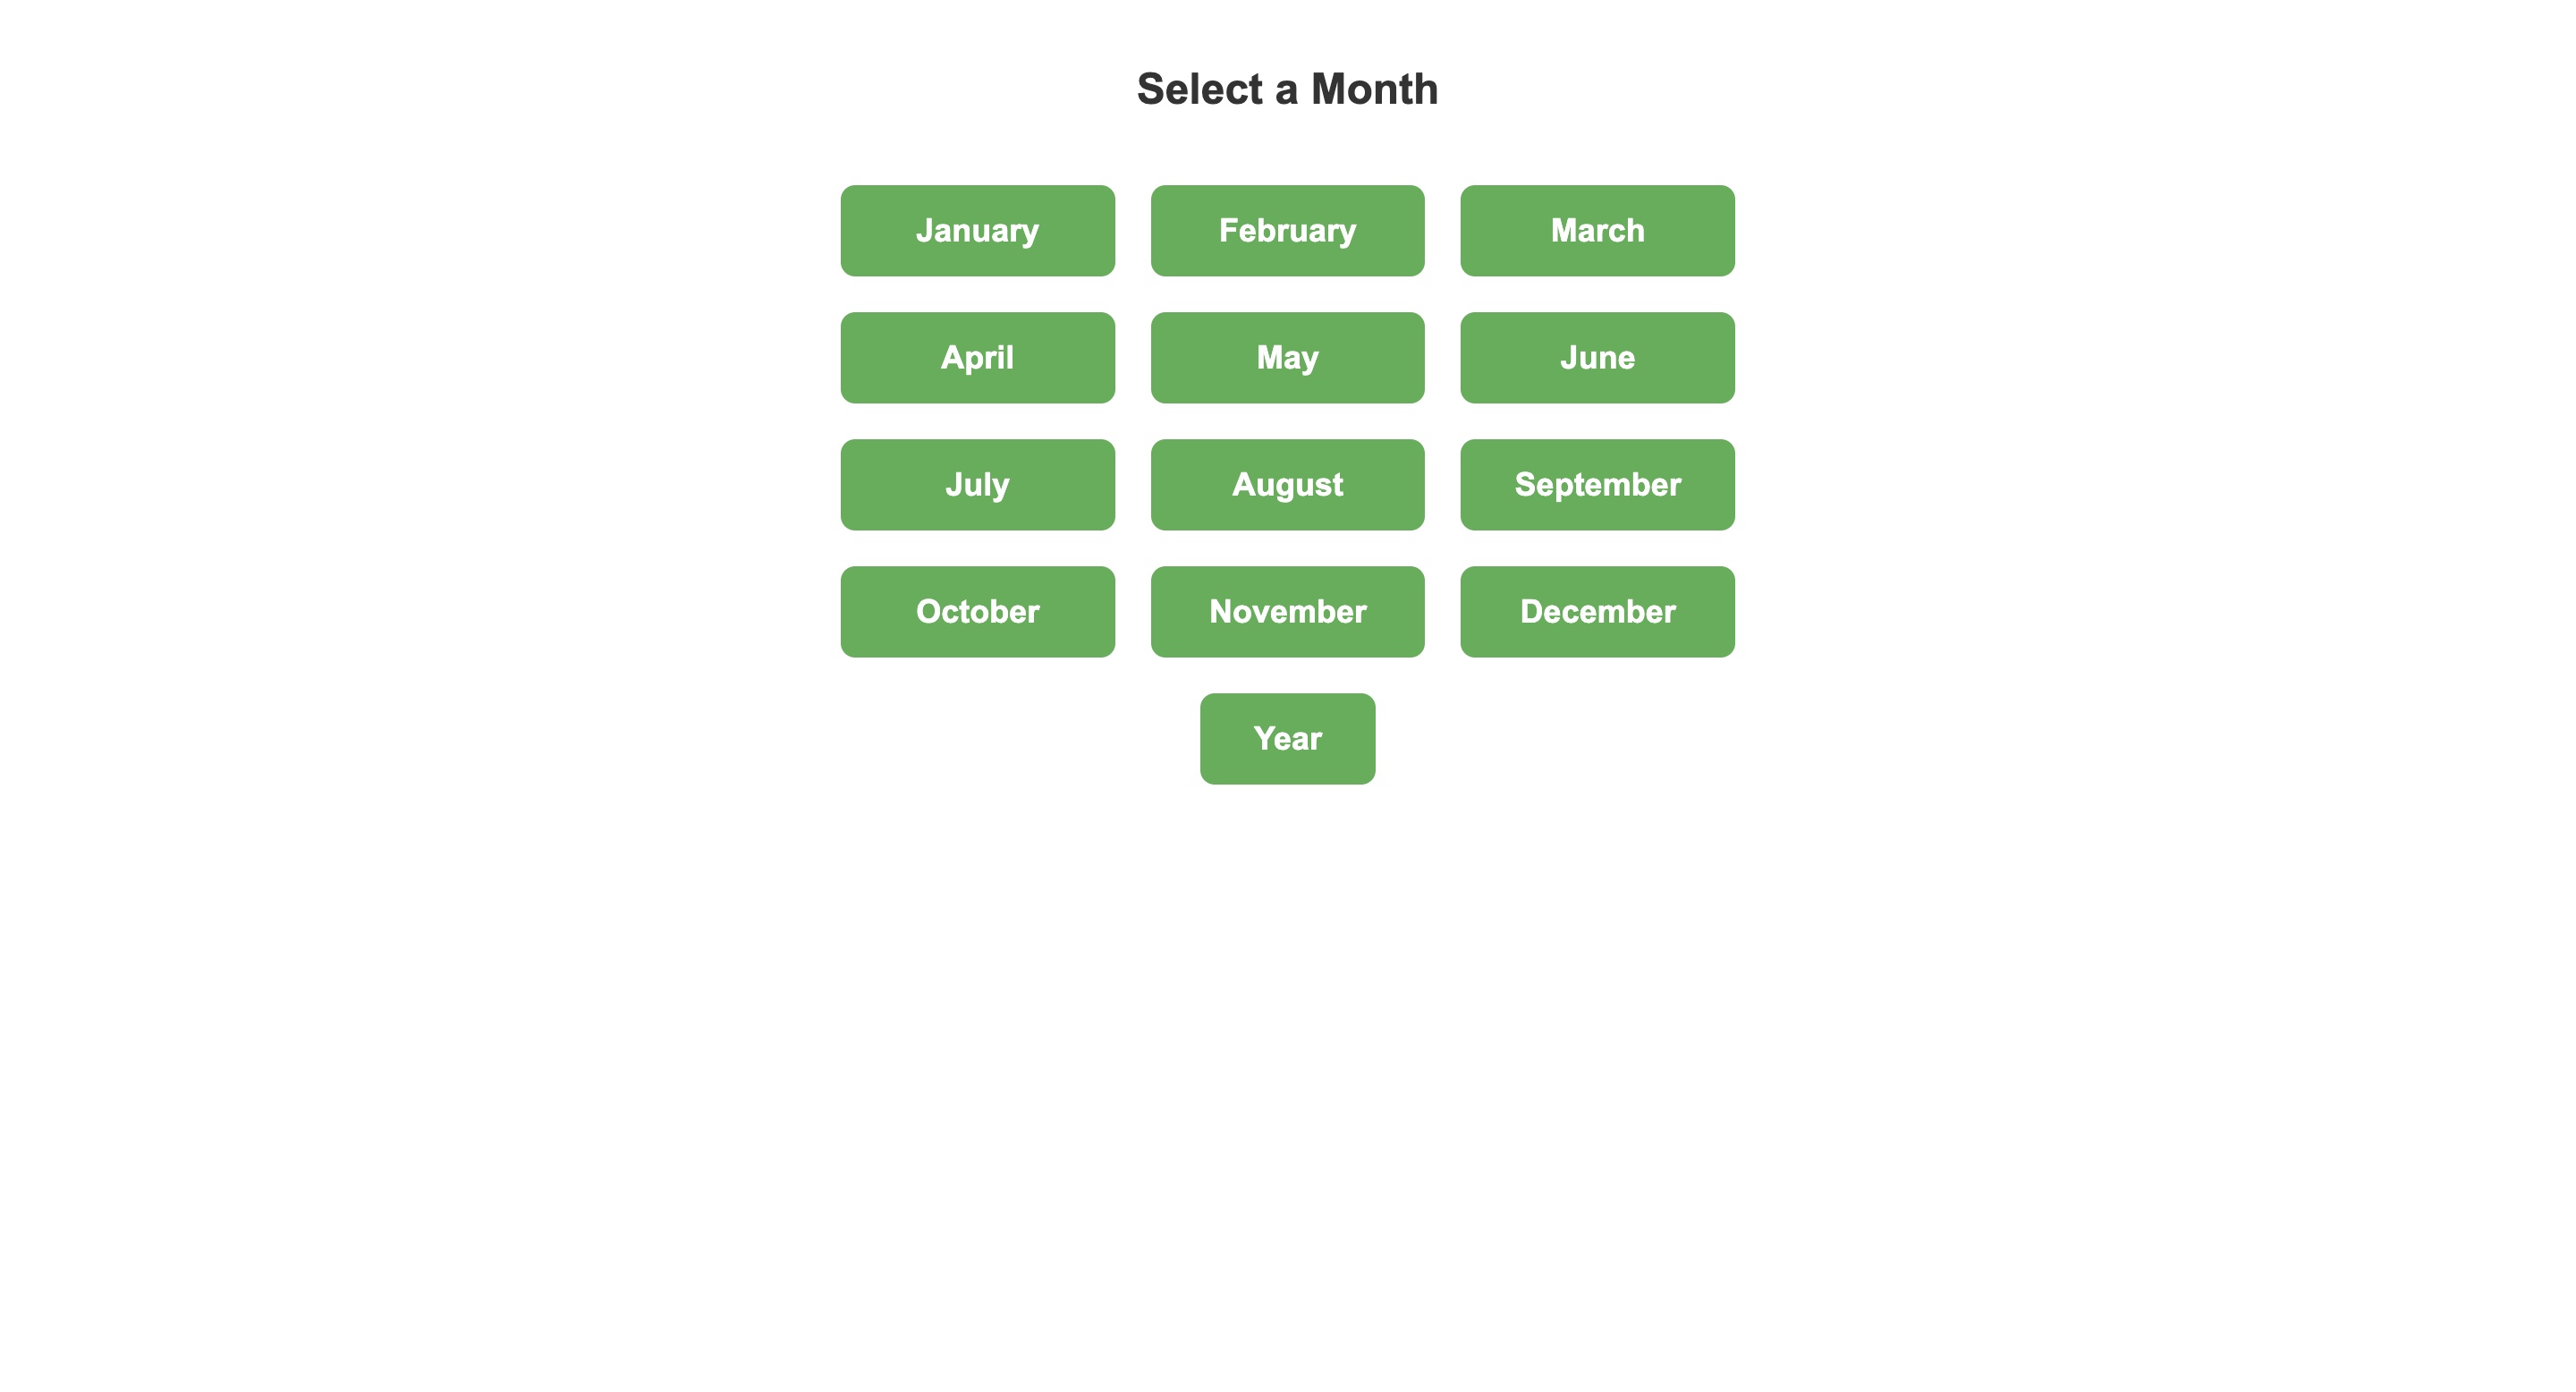 Select a Month
January February March
April May June
July August September
October November December
Year